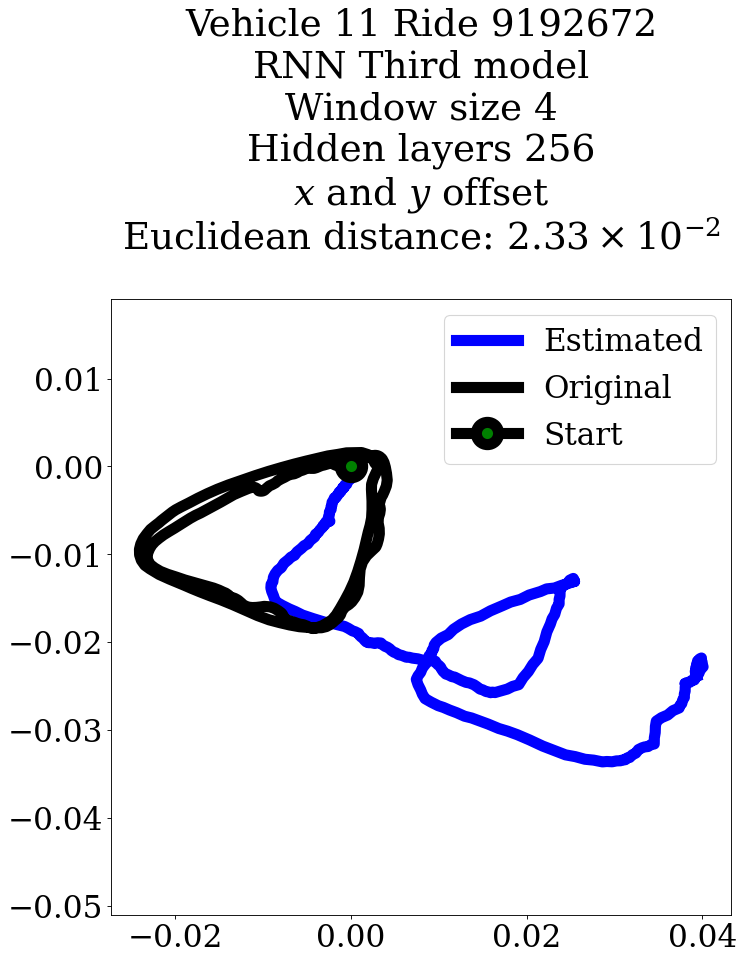 Vehicle 11 Ride 9192672
RNN Third model
Window size 4
Hidden layers 256
x and y offset
Euclidean distance: 2.33 × 10⁻²
Estimated
Original
Start
0.01
0.00
−0.01
−0.02
−0.03
−0.04
−0.05
−0.02 0.00 0.02 0.04